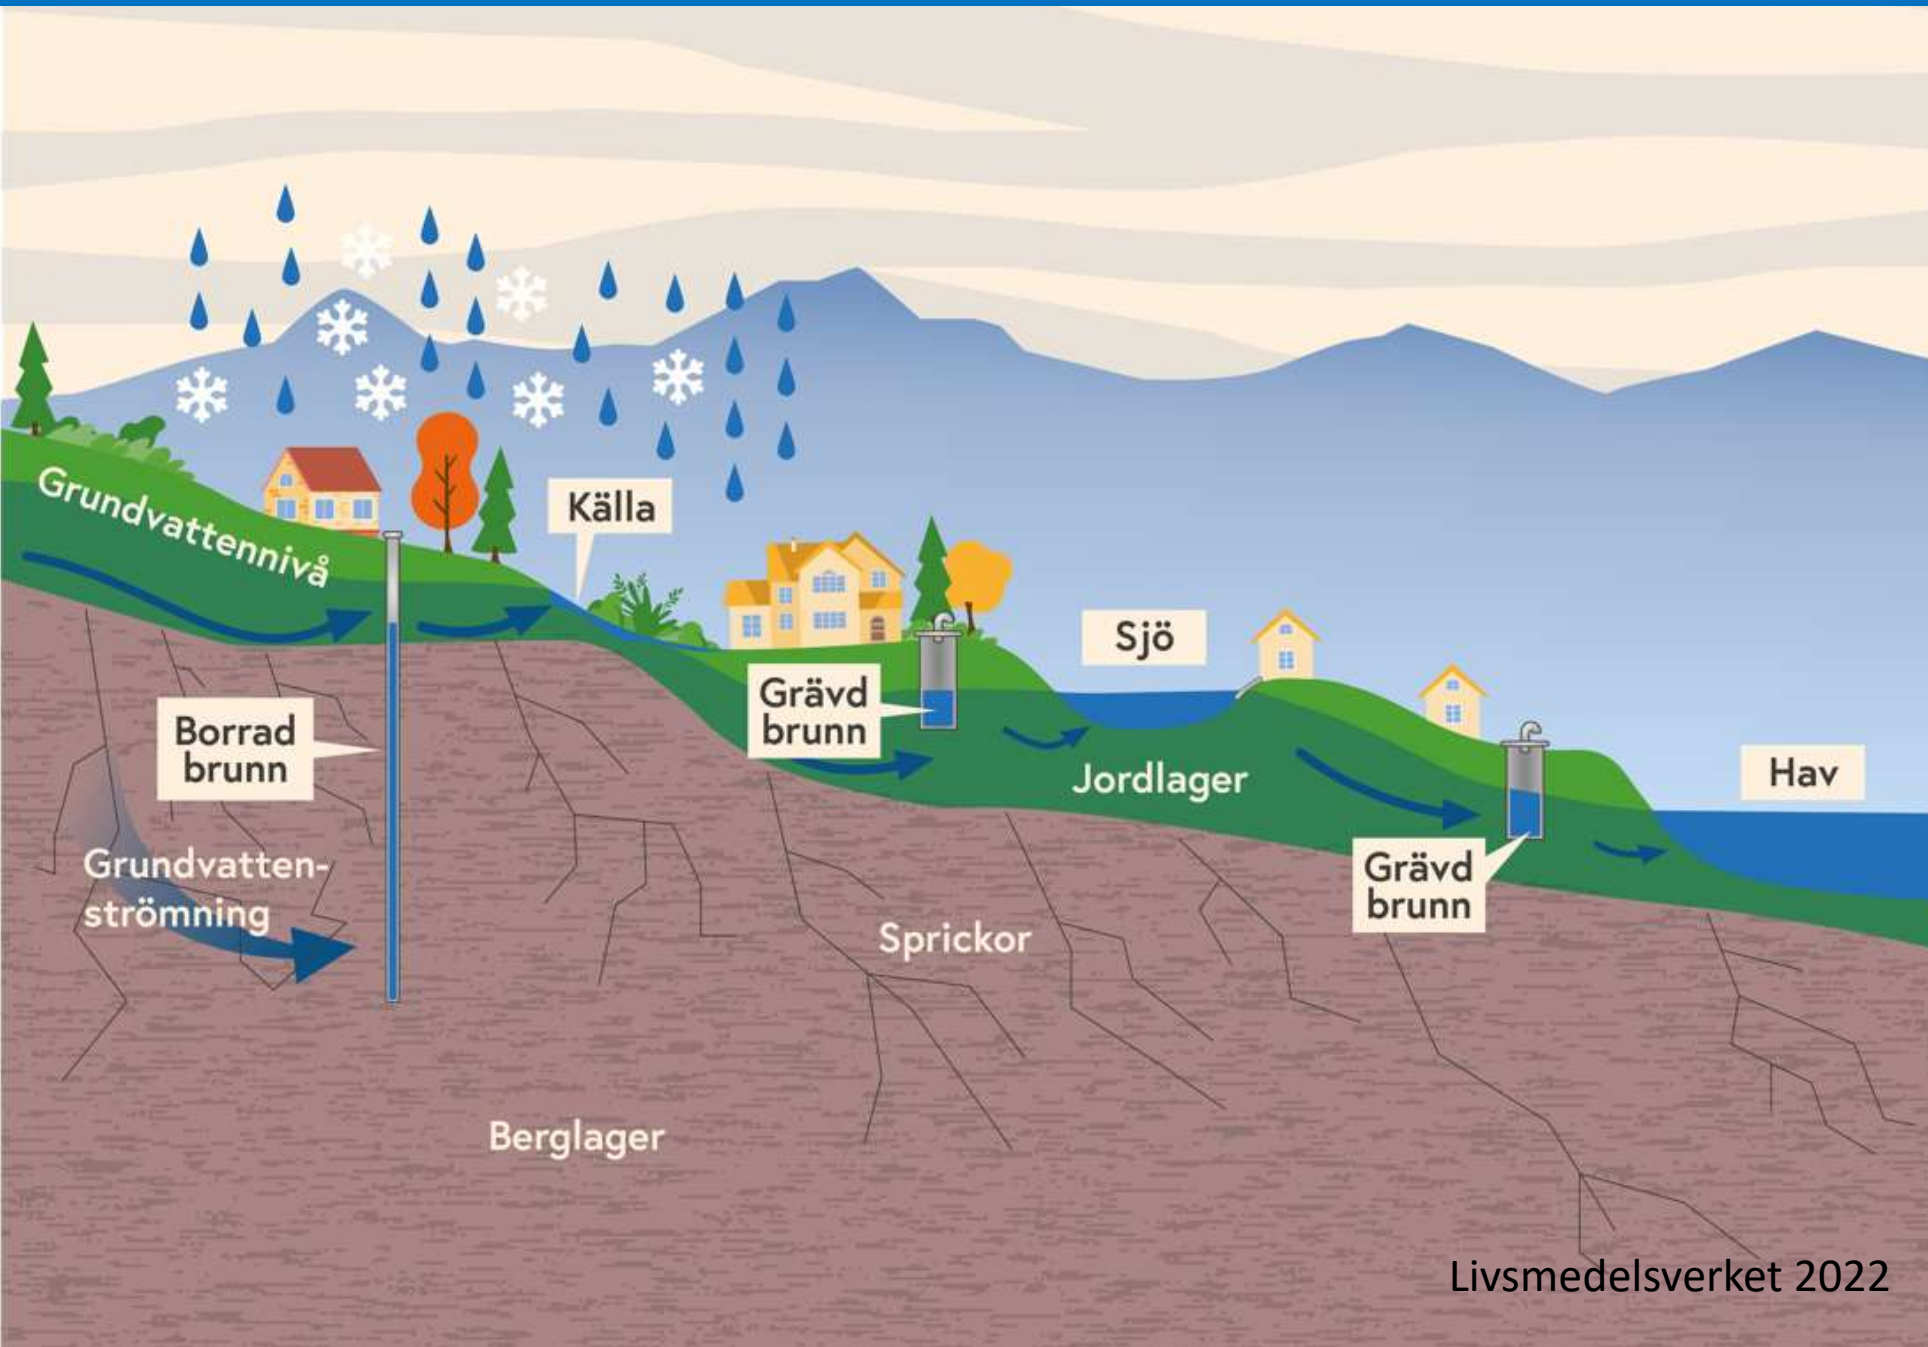 Grundvattennivå
Källa
Sjö
Grävd
brunn
Borrad
brunn
Jordlager
Hav
Grundvatten-
strömning
Grävd
brunn
Sprickor
Berglager
Livsmedelsverket 2022